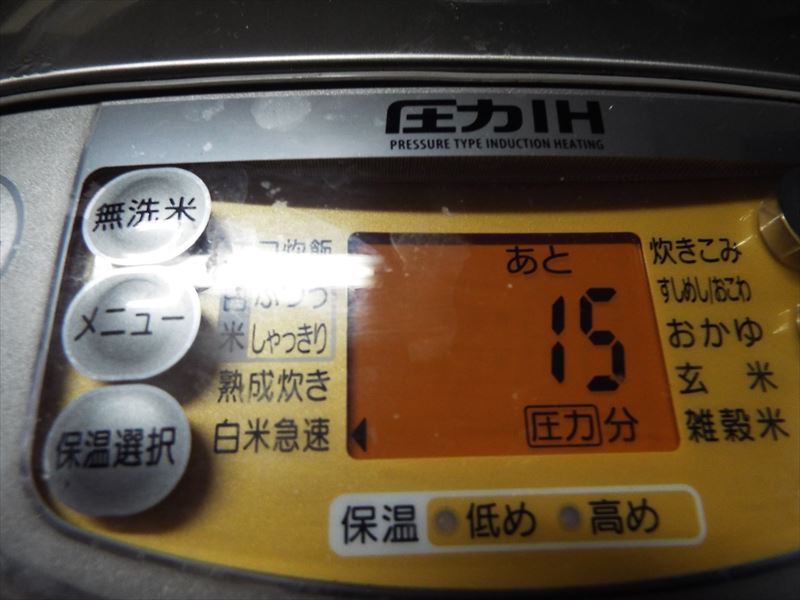 圧力IH
PRESSURE TYPE INDUCTION HEATING
無洗米
メニュー
保温選択
炊飯
米
しゃっきり
熟成炊き
白米急速
あと
15
圧力 分
炊きこみ
すしめし/おこわ
おかゆ
玄 米
雑穀米
保温 低め 高め